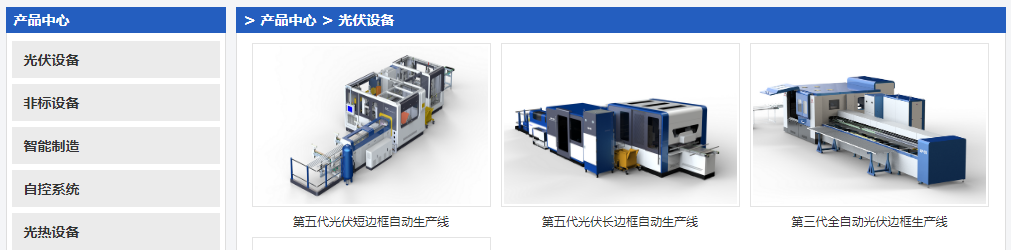 产品中心
> 产品中心 > 光伏设备
光伏设备
非标设备
智能制造
自控系统
光热设备
第五代光伏短边框自动生产线
第五代光伏长边框自动生产线
第三代全自动光伏边框生产线